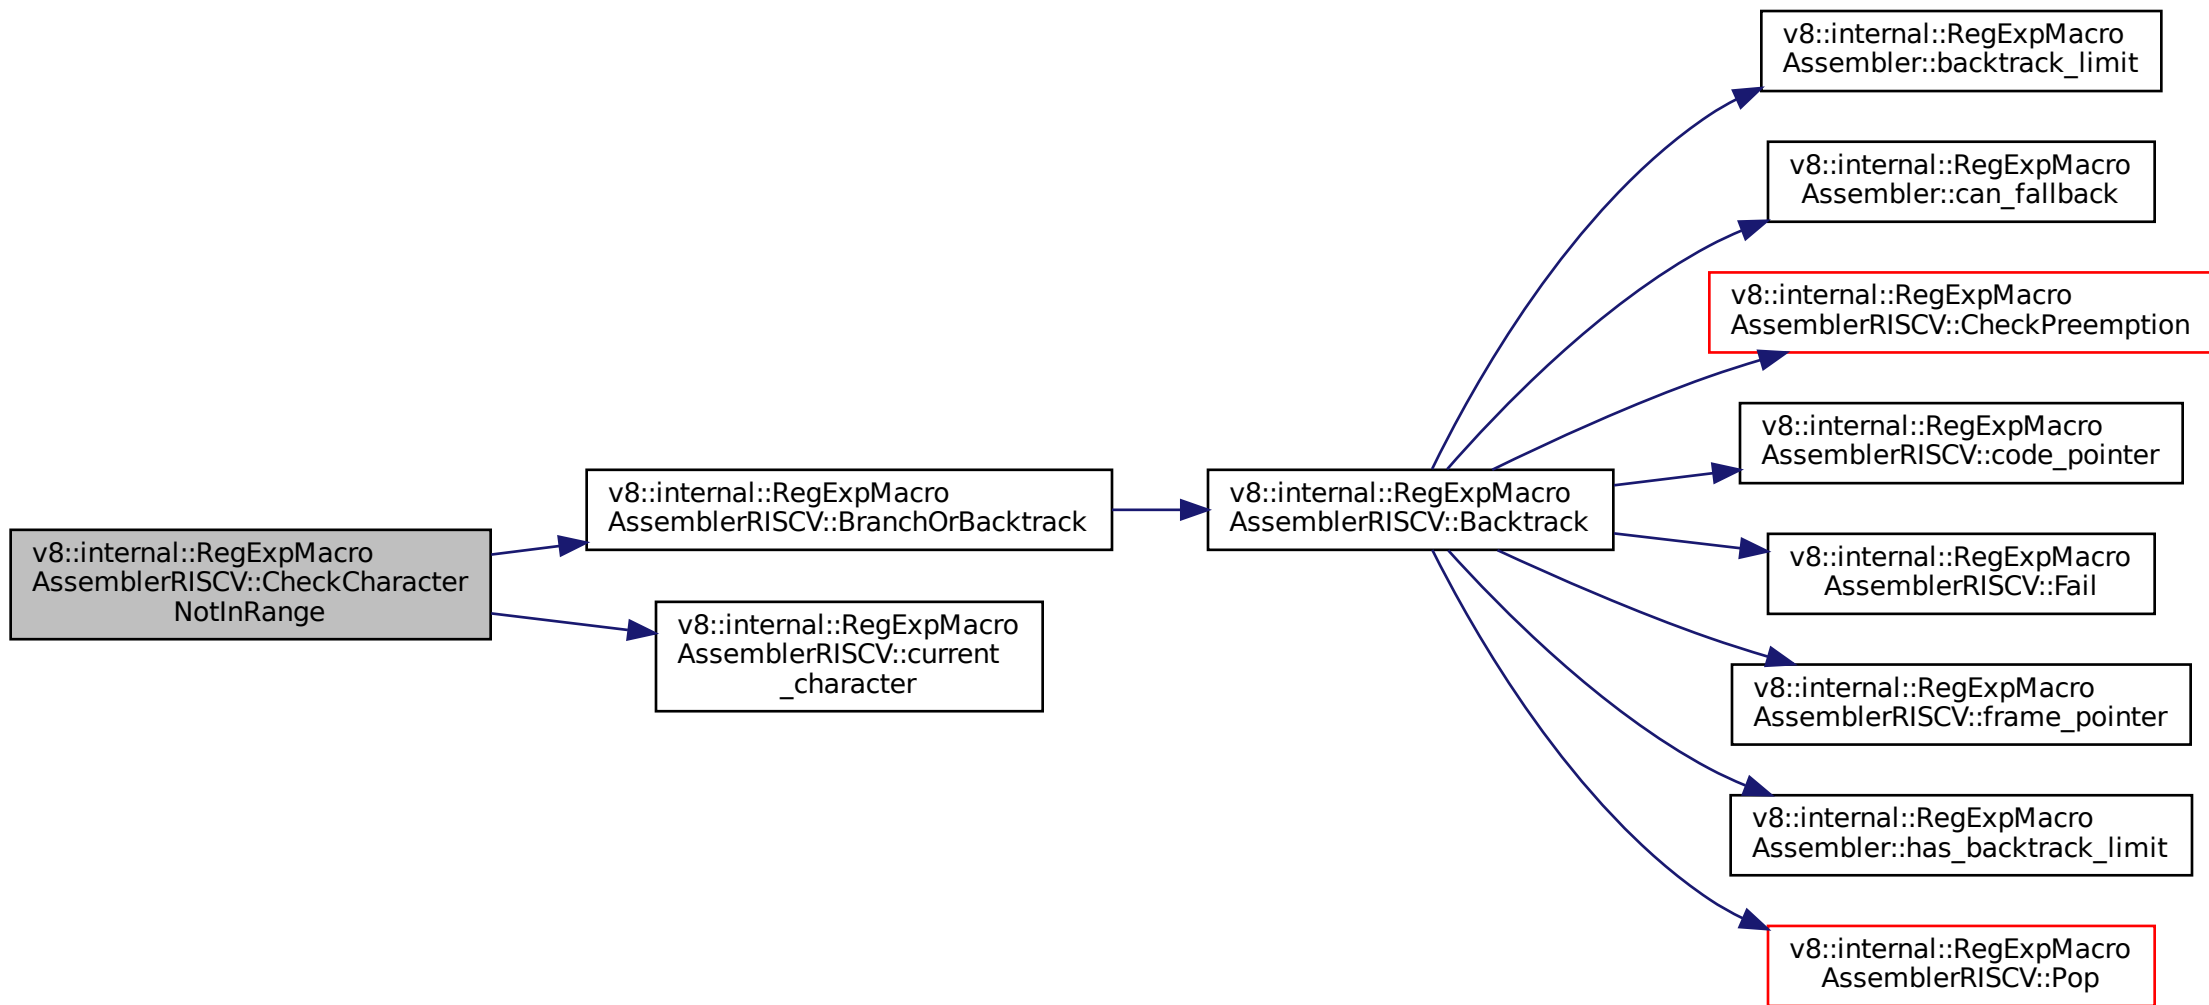 v8::internal::RegExpMacro
AssemblerRISCV::CheckCharacter
NotInRange
v8::internal::RegExpMacro
AssemblerRISCV::BranchOrBacktrack
v8::internal::RegExpMacro
AssemblerRISCV::current
_character
v8::internal::RegExpMacro
AssemblerRISCV::Backtrack
v8::internal::RegExpMacro
Assembler::backtrack_limit
v8::internal::RegExpMacro
Assembler::can_fallback
v8::internal::RegExpMacro
AssemblerRISCV::CheckPreemption
v8::internal::RegExpMacro
AssemblerRISCV::code_pointer
v8::internal::RegExpMacro
AssemblerRISCV::Fail
v8::internal::RegExpMacro
AssemblerRISCV::frame_pointer
v8::internal::RegExpMacro
Assembler::has_backtrack_limit
v8::internal::RegExpMacro
AssemblerRISCV::Pop